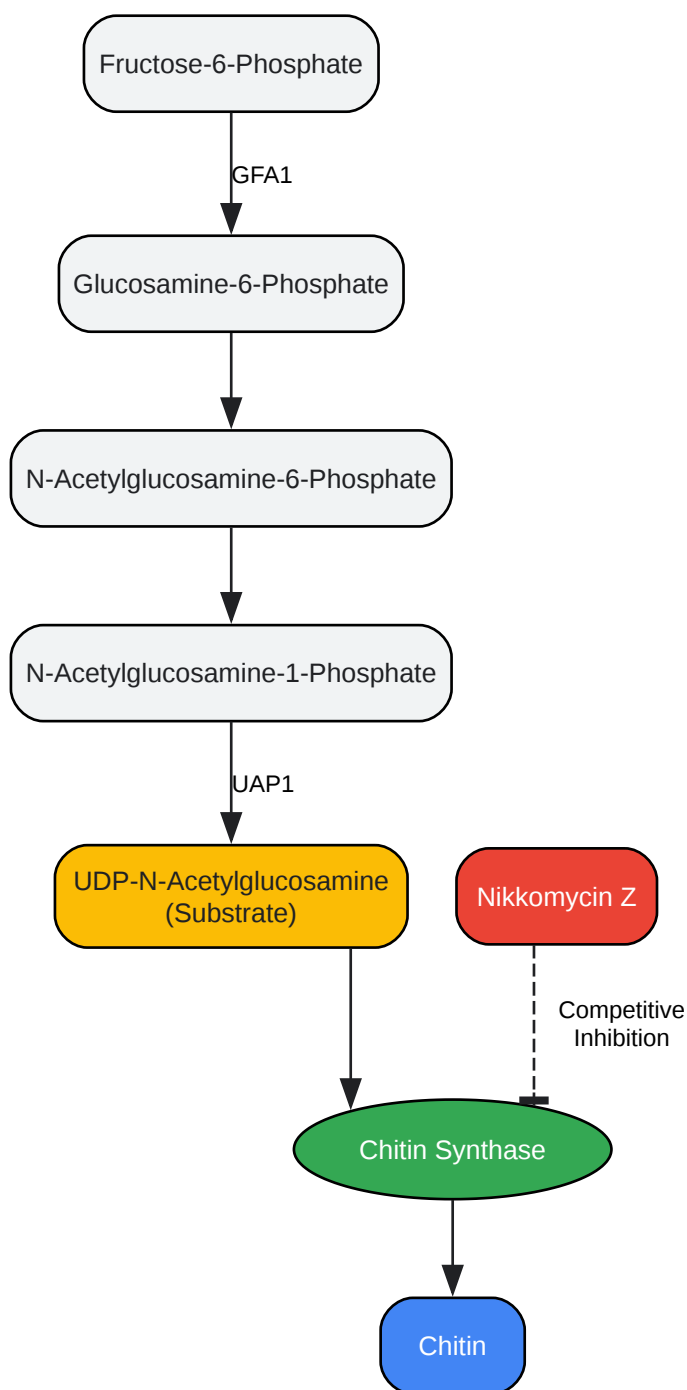 Fructose-6-Phosphate
GFA1
Glucosamine-6-Phosphate
N-Acetylglucosamine-6-Phosphate
N-Acetylglucosamine-1-Phosphate
UAP1
UDP-N-Acetylglucosamine
(Substrate)
Nikkomycin Z
Competitive
Inhibition
Chitin Synthase
Chitin